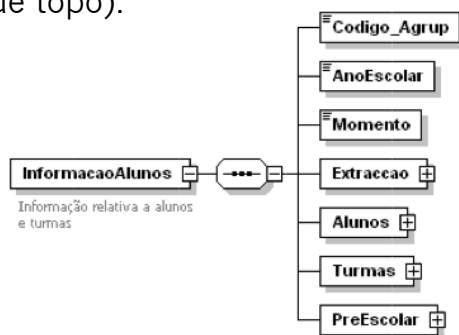 de topo).
Codigo_Agrup
AnoEscolar
Momento
InformacaoAlunos
Extraccao
Informação relativa a alunos
e turmas
Alunos
Turmas
PreEscolar